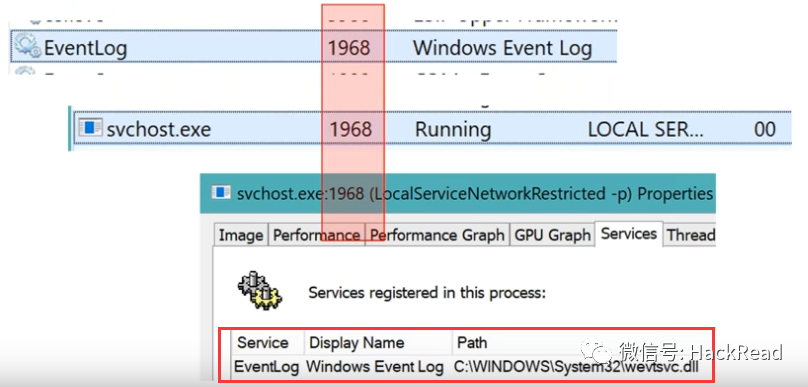 EventLog 1968 Windows Event Log
svchost.exe 1968 Running LOCAL SER... 00
svchost.exe:1968 (LocalServiceNetworkRestricted -p) Properties
Image Performance Performance Graph GPU Graph Services Thread
Services registered in this process:
Service Display Name Path
EventLog Windows Event Log C:\WINDOWS\System32\wevtsvc.dll
微信号: HackRead